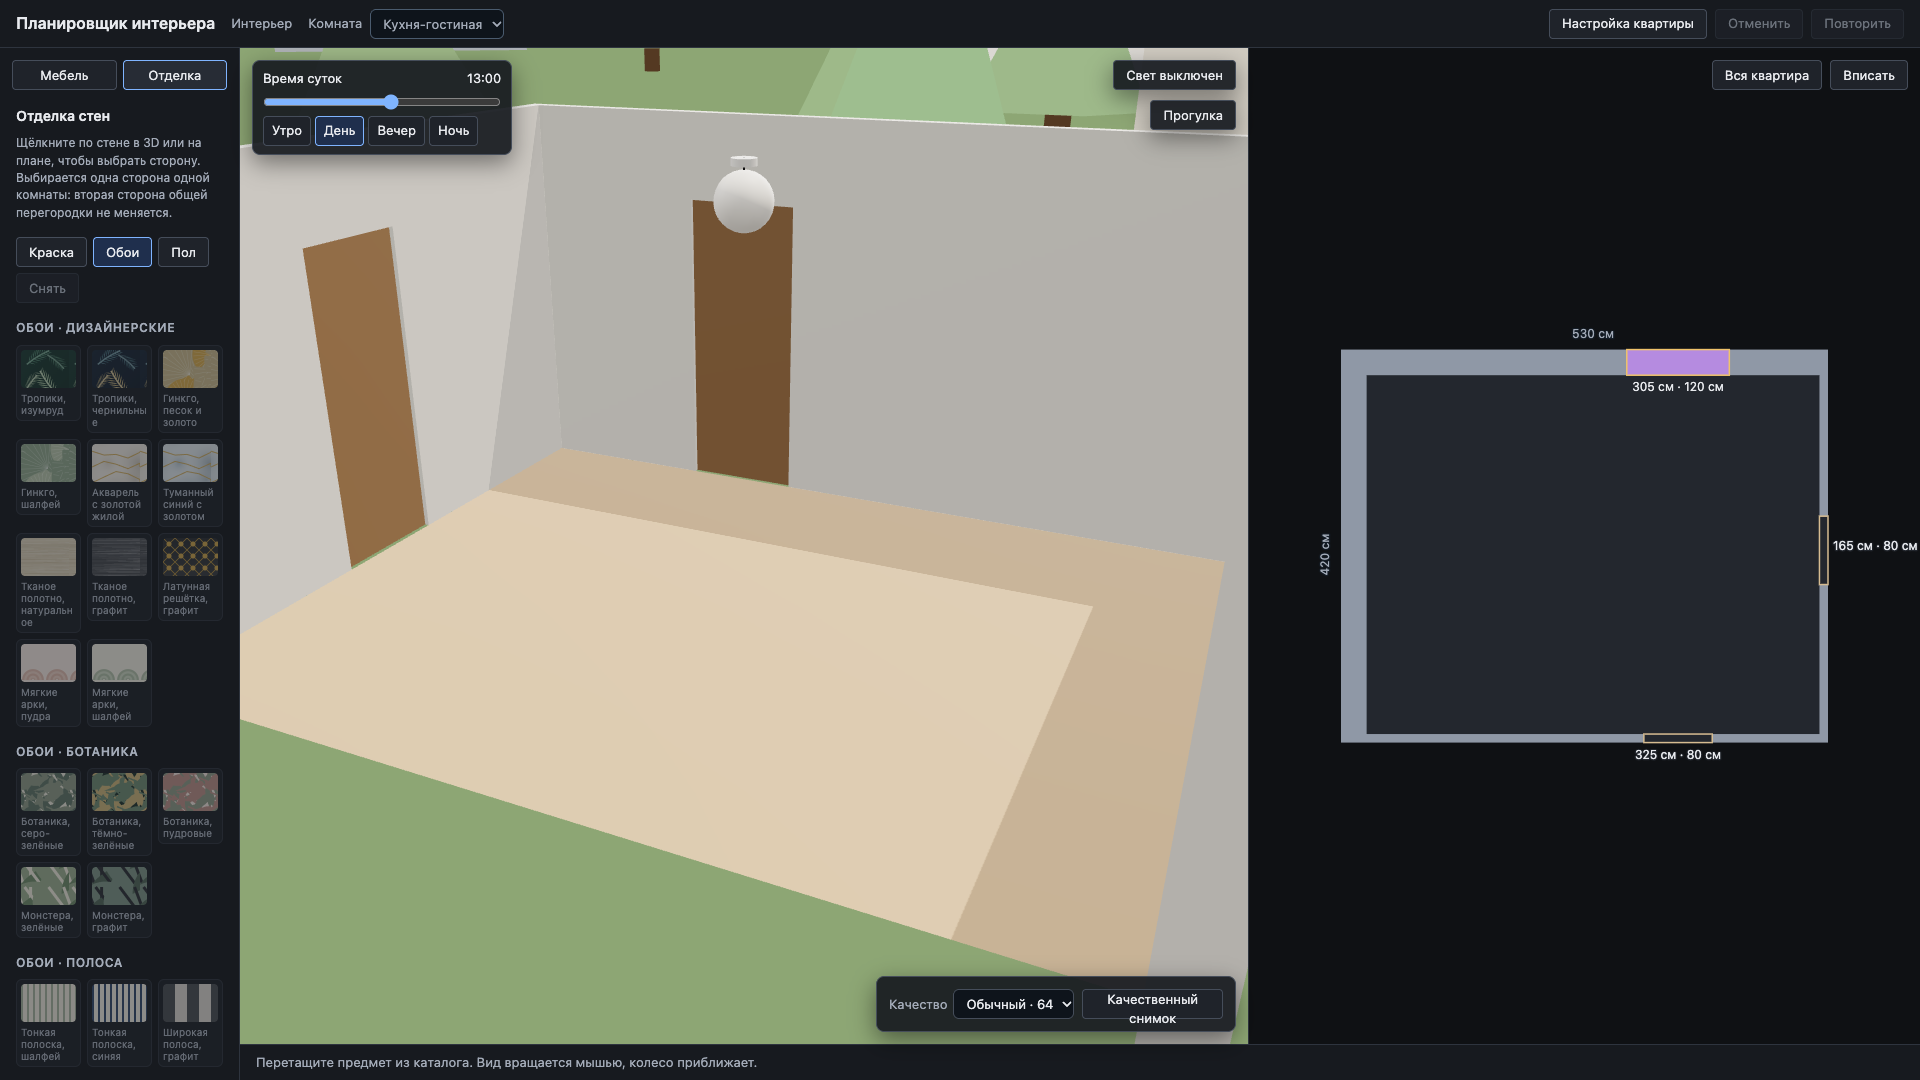 Планировщик интерьера
Интерьер
Комната
Кухня-гостиная
Настройка квартиры
Отменить
Повторить
Мебель
Отделка
Отделка стен
Щёлкните по стене в 3D или на
плане, чтобы выбрать сторону.
Выбирается одна сторона одной
комнаты: вторая сторона общей
перегородки не меняется.
Краска
Обои
Пол
Снять
ОБОИ · ДИЗАЙНЕРСКИЕ
Тропики,
изумруд
Тропики,
чернильны
е
Гинкго,
песок и
золото
Гинкго,
шалфей
Акварель
с золотой
жилой
Туманный
синий с
золотом
Тканое
полотно,
натуральн
ое
Тканое
полотно,
графит
Латунная
решётка,
графит
Мягкие
арки,
пудра
Мягкие
арки,
шалфей
ОБОИ · БОТАНИКА
Ботаника,
серо-
зелёные
Ботаника,
тёмно-
зелёные
Ботаника,
пудровые
Монстера,
зелёные
Монстера,
графит
ОБОИ · ПОЛОСА
Тонкая
полоска,
шалфей
Тонкая
полоска,
синяя
Широкая
полоса,
графит
Время суток
13:00
Утро
День
Вечер
Ночь
Свет выключен
Прогулка
Качество
Обычный · 64
Качественный
снимок
Перетащите предмет из каталога. Вид вращается мышью, колесо приближает.
Вся квартира
Вписать
530 см
305 см · 120 см
420 см
165 см · 80 см
325 см · 80 см